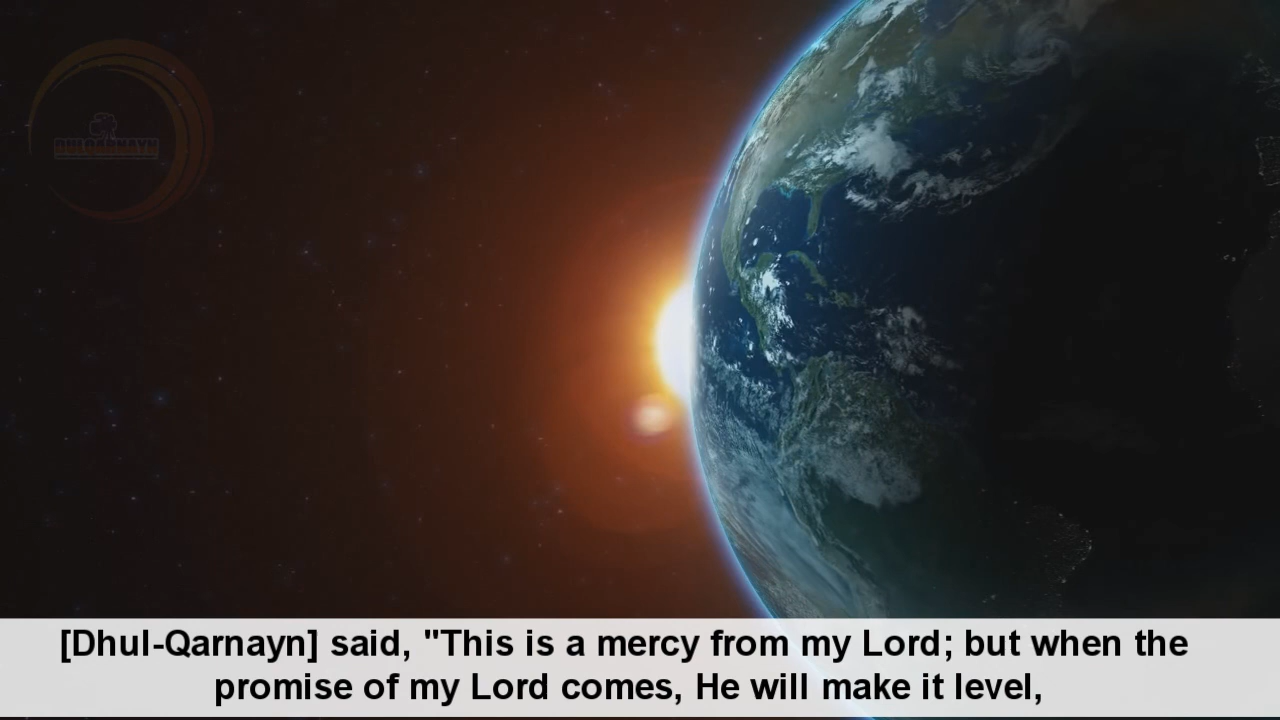 DULQARNAYN
[Dhul-Qarnayn] said, "This is a mercy from my Lord; but when the
promise of my Lord comes, He will make it level,